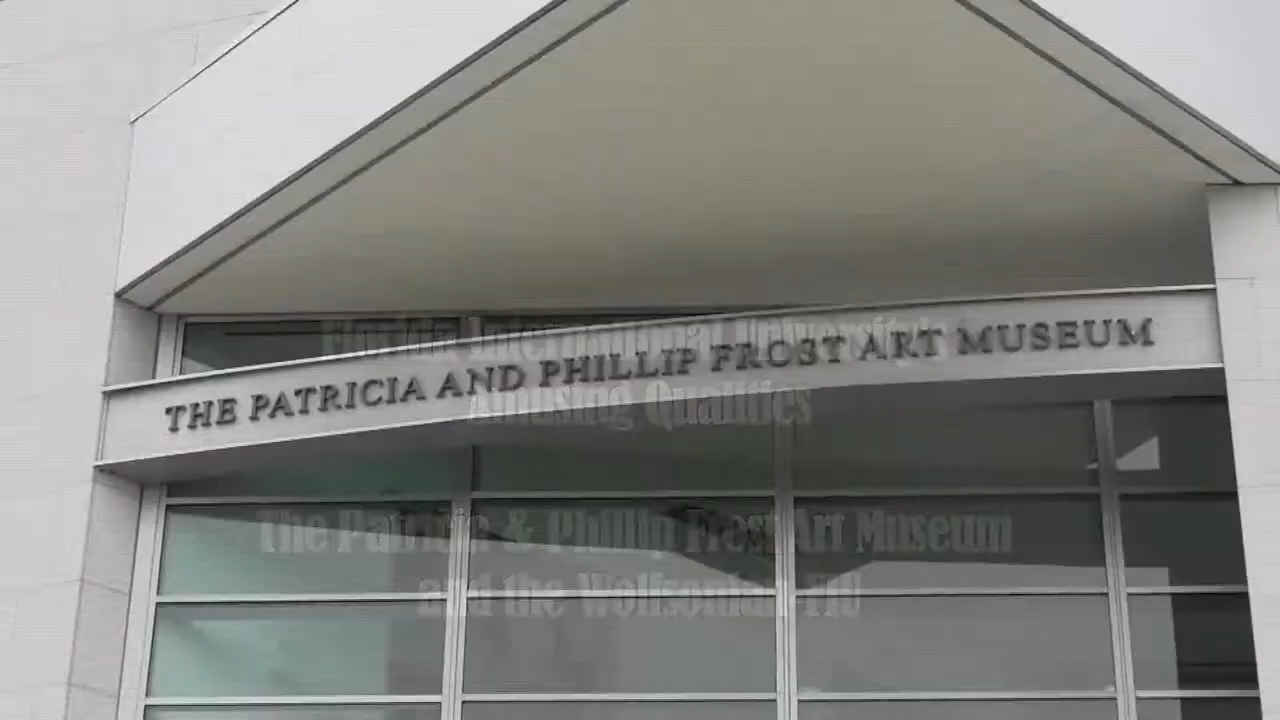 THE PATRICIA AND PHILLIP FROST ART MUSEUM
Florida International University's
Amusing Qualities
The Patricia & Phillip Frost Art Museum
and the Wolfsonian-FIU